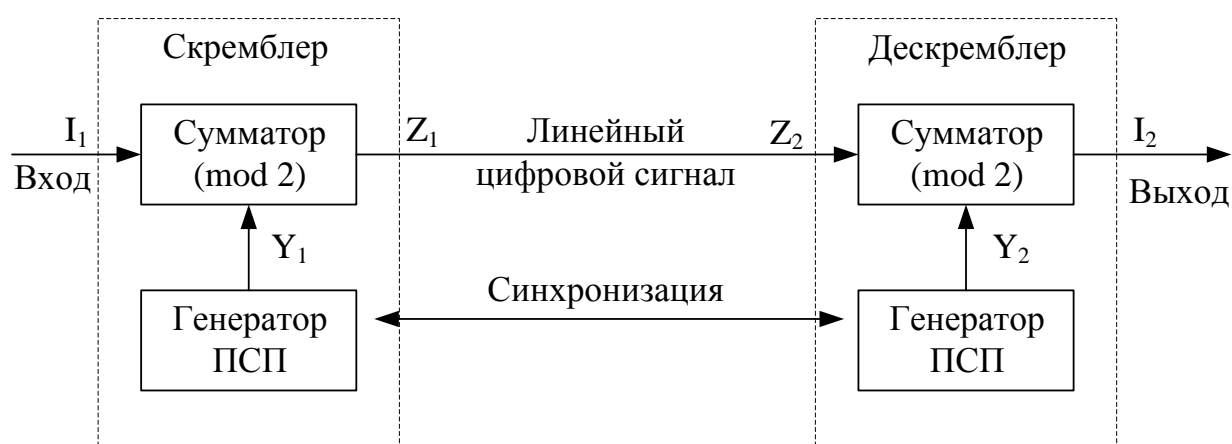 Скремблер
Дескремблер
I₁
Вход
Сумматор
(mod 2)
Z₁
Линейный
цифровой сигнал
Z₂
Сумматор
(mod 2)
I₂
Выход
Y₁
Y₂
Синхронизация
Генератор
ПСП
Генератор
ПСП